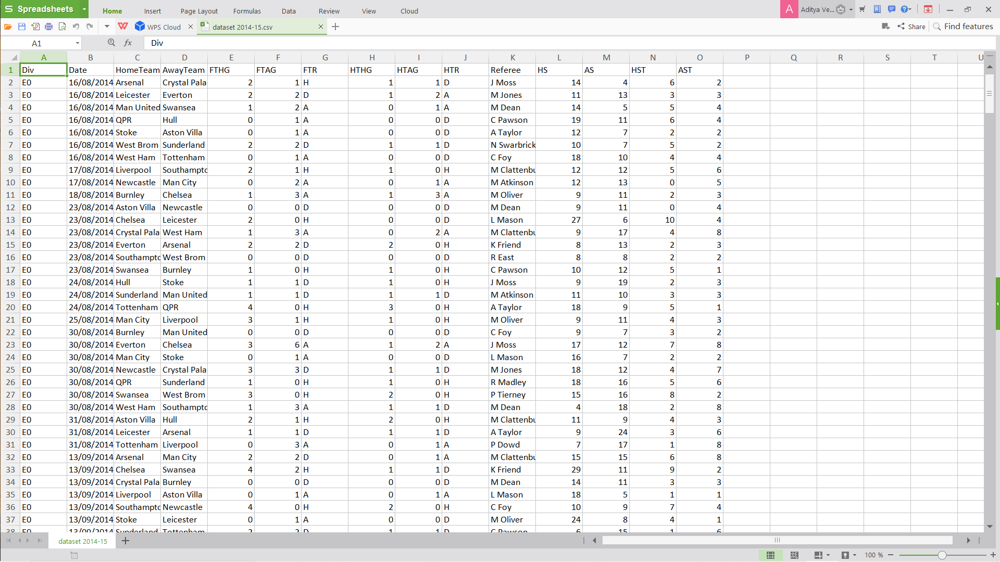 Spreadsheets Home Insert Page Layout Formulas Data Review View Cloud A Aditya Ve...
WPS Cloud dataset 2014-15.csv Share Find features
A1 fx Div
A B C D E F G H I J K L M N O P Q R S T U
1 Div Date HomeTeam AwayTeam FTHG FTAG FTR HTHG HTAG HTR Referee HS AS HST AST
2 E0 16/08/2014 Arsenal Crystal Pala 2 1 H 1 1 D J Moss 14 4 6 2
3 E0 16/08/2014 Leicester Everton 2 2 D 1 2 A M Jones 11 13 3 3
4 E0 16/08/2014 Man United Swansea 1 2 A 0 1 A M Dean 14 5 5 4
5 E0 16/08/2014 QPR Hull 0 1 A 0 0 D C Pawson 19 11 6 4
6 E0 16/08/2014 Stoke Aston Villa 0 1 A 0 0 D A Taylor 12 7 2 2
7 E0 16/08/2014 West Brom Sunderland 2 2 D 1 1 D N Swarbrick 10 7 5 2
8 E0 16/08/2014 West Ham Tottenham 0 1 A 0 0 D C Foy 18 10 4 4
9 E0 17/08/2014 Liverpool Southampto 2 1 H 1 0 H M Clattenbu 12 12 5 6
10 E0 17/08/2014 Newcastle Man City 0 2 A 0 1 A M Atkinson 12 13 0 5
11 E0 18/08/2014 Burnley Chelsea 1 3 A 1 3 A M Oliver 9 11 2 3
12 E0 23/08/2014 Aston Villa Newcastle 0 0 D 0 0 D M Dean 9 11 0 4
13 E0 23/08/2014 Chelsea Leicester 2 0 H 0 0 D L Mason 27 6 10 4
14 E0 23/08/2014 Crystal Pala West Ham 1 3 A 0 2 A M Clattenbu 9 17 4 8
15 E0 23/08/2014 Everton Arsenal 2 2 D 2 0 H K Friend 8 13 2 3
16 E0 23/08/2014 Southampto West Brom 0 0 D 0 0 D R East 8 8 2 2
17 E0 23/08/2014 Swansea Burnley 1 0 H 1 0 H C Pawson 10 12 5 1
18 E0 24/08/2014 Hull Stoke 1 1 D 1 0 H J Moss 9 19 2 3
19 E0 24/08/2014 Sunderland Man United 1 1 D 1 1 D M Atkinson 11 10 3 3
20 E0 24/08/2014 Tottenham QPR 4 0 H 3 0 H A Taylor 18 9 5 1
21 E0 25/08/2014 Man City Liverpool 3 1 H 1 0 H M Oliver 9 11 4 3
22 E0 30/08/2014 Burnley Man United 0 0 D 0 0 D C Foy 9 7 3 2
23 E0 30/08/2014 Everton Chelsea 3 6 A 1 2 A J Moss 17 12 7 8
24 E0 30/08/2014 Man City Stoke 0 1 A 0 0 D L Mason 16 7 2 2
25 E0 30/08/2014 Newcastle Crystal Pala 3 3 D 1 1 D M Jones 18 12 4 7
26 E0 30/08/2014 QPR Sunderland 1 0 H 1 0 H R Madley 18 16 5 6
27 E0 30/08/2014 Swansea West Brom 3 0 H 2 0 H P Tierney 15 16 8 2
28 E0 30/08/2014 West Ham Southampto 1 3 A 1 1 D M Dean 4 18 2 8
29 E0 31/08/2014 Aston Villa Hull 2 1 H 2 0 H M Clattenbu 11 9 4 3
30 E0 31/08/2014 Leicester Arsenal 1 1 D 1 1 D A Taylor 9 24 3 6
31 E0 31/08/2014 Tottenham Liverpool 0 3 A 0 1 A P Dowd 7 17 1 8
32 E0 13/09/2014 Arsenal Man City 2 2 D 0 1 A M Clattenbu 15 15 6 8
33 E0 13/09/2014 Chelsea Swansea 4 2 H 1 1 D K Friend 29 11 9 2
34 E0 13/09/2014 Crystal Pala Burnley 0 0 D 0 0 D M Dean 14 11 3 3
35 E0 13/09/2014 Liverpool Aston Villa 0 1 A 0 1 A L Mason 18 5 1 1
36 E0 13/09/2014 Southampto Newcastle 4 0 H 2 0 H C Foy 10 9 7 4
37 E0 13/09/2014 Stoke Leicester 0 1 A 0 0 D M Oliver 24 8 4 1
38 E0 13/09/2014 Sunderland Tottenham 2 2 D 1 1 D C Pawson 6 15 1 6
dataset 2014-15
100 %